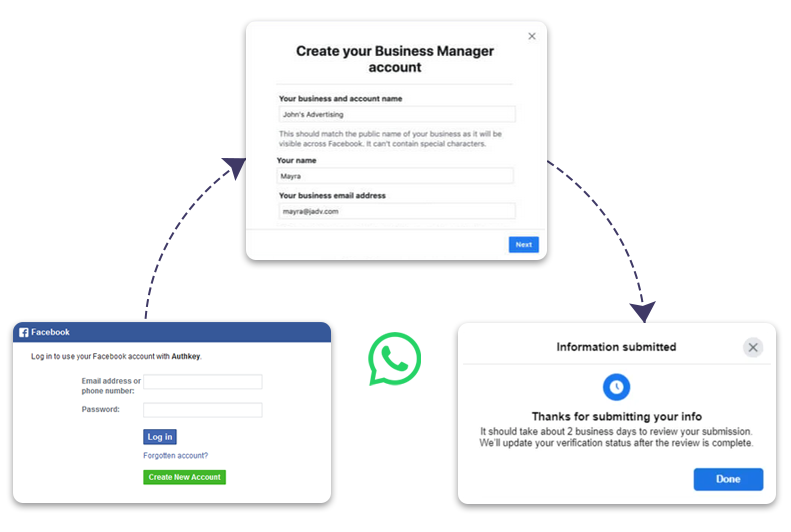 Create your Business Manager
account
Your business and account name
John's Advertising
This should match the public name of your business as it will be
visible across Facebook. It can't contain special characters.
Your name
Mayra
Your business email address
mayra@jadv.com
Next
Facebook
Log in to use your Facebook account with Authkey.
Email address or
phone number:
Password:
Log in
Forgotten account?
Create New Account
Information submitted
Thanks for submitting your info
It should take about 2 business days to review your submission.
We'll update your verification status after the review is complete.
Done